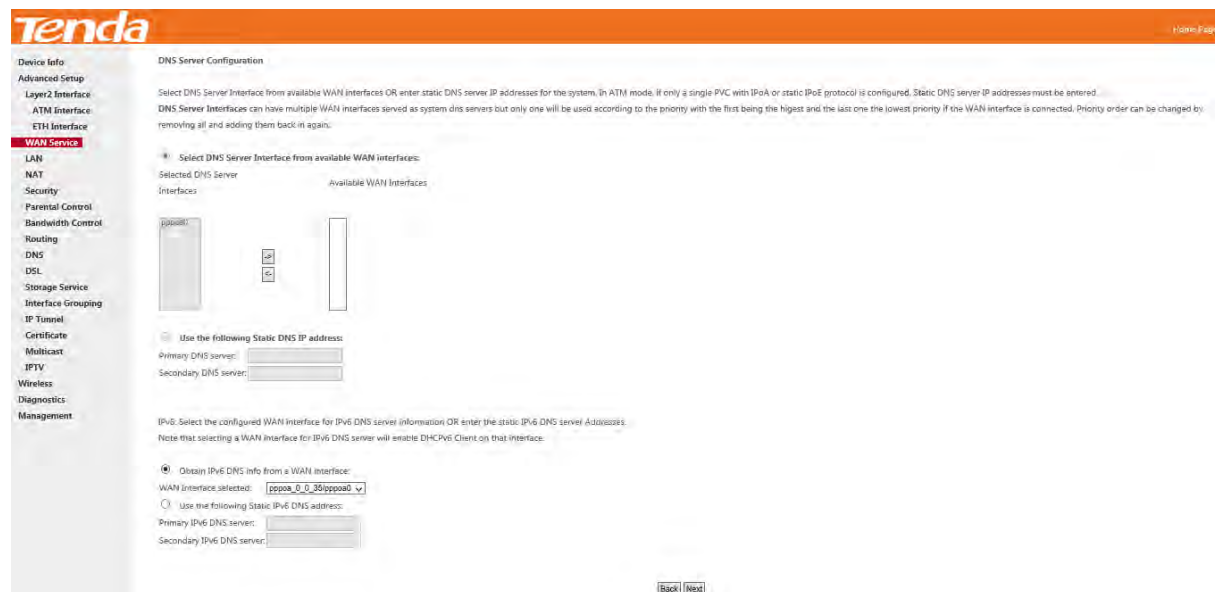 Tenda
Home Page
Device Info
Advanced Setup
Layer2 Interface
ATM Interface
ETH Interface
WAN Service
LAN
NAT
Security
Parental Control
Bandwidth Control
Routing
DNS
DSL
Storage Service
Interface Grouping
IP Tunnel
Certificate
Multicast
IPTV
Wireless
Diagnostics
Management
DNS Server Configuration
Select DNS Server Interface from available WAN interfaces OR enter static DNS server IP addresses for the system. In ATM mode, if only a single PVC with IPoA or static IPoE protocol is configured, Static DNS server IP addresses must be entered.
DNS Server Interfaces can have multiple WAN interfaces served as system dns servers but only one will be used according to the priority with the first being the higest and the last one the lowest priority if the WAN interface is connected. Priority order can be changed by
removing all and adding them back in again.
Select DNS Server Interface from available WAN interfaces:
Selected DNS Server
Interfaces
Available WAN Interfaces
pppoa0
->
<-
Use the following Static DNS IP address:
Primary DNS server:
Secondary DNS server:
IPv6: Select the configured WAN interface for IPv6 DNS server information OR enter the static IPv6 DNS server Addresses.
Note that selecting a WAN interface for IPv6 DNS server will enable DHCPv6 Client on that interface.
Obtain IPv6 DNS info from a WAN interface:
WAN Interface selected: pppoa_0_0_35/pppoa0
Use the following Static IPv6 DNS address:
Primary IPv6 DNS server:
Secondary IPv6 DNS server:
Back Next